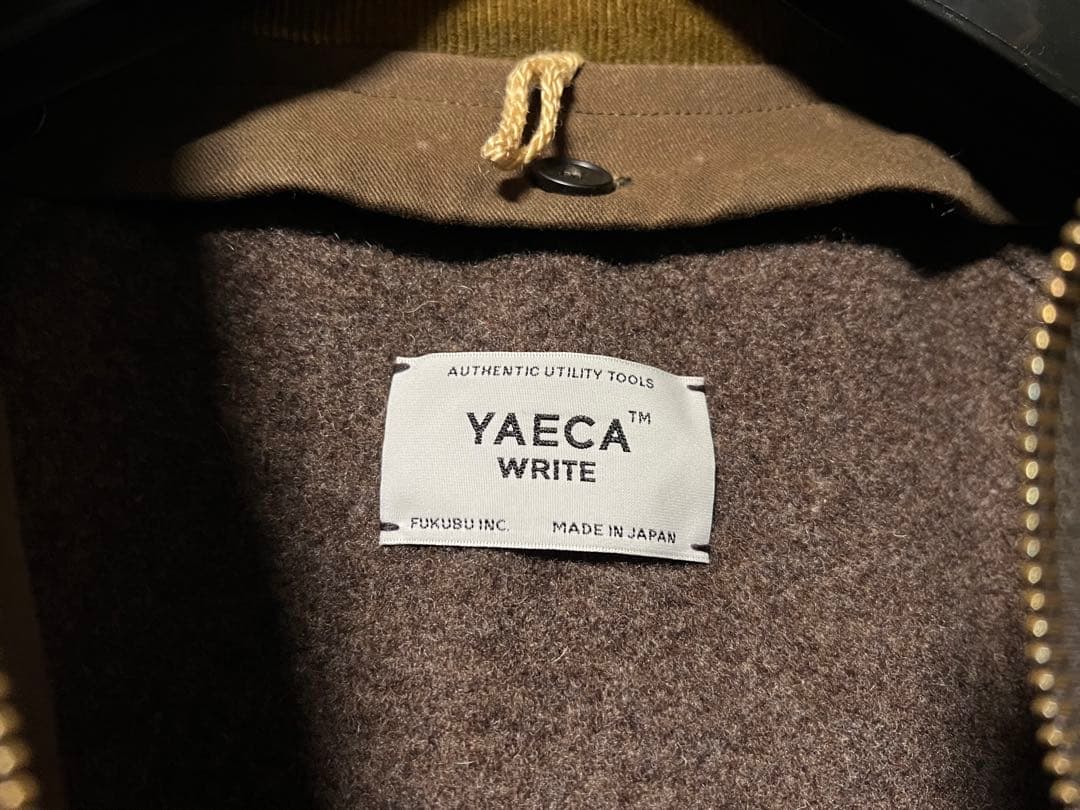 AUTHENTIC UTILITY TOOLS
YAECA™
WRITE
FUKUBU INC. MADE IN JAPAN